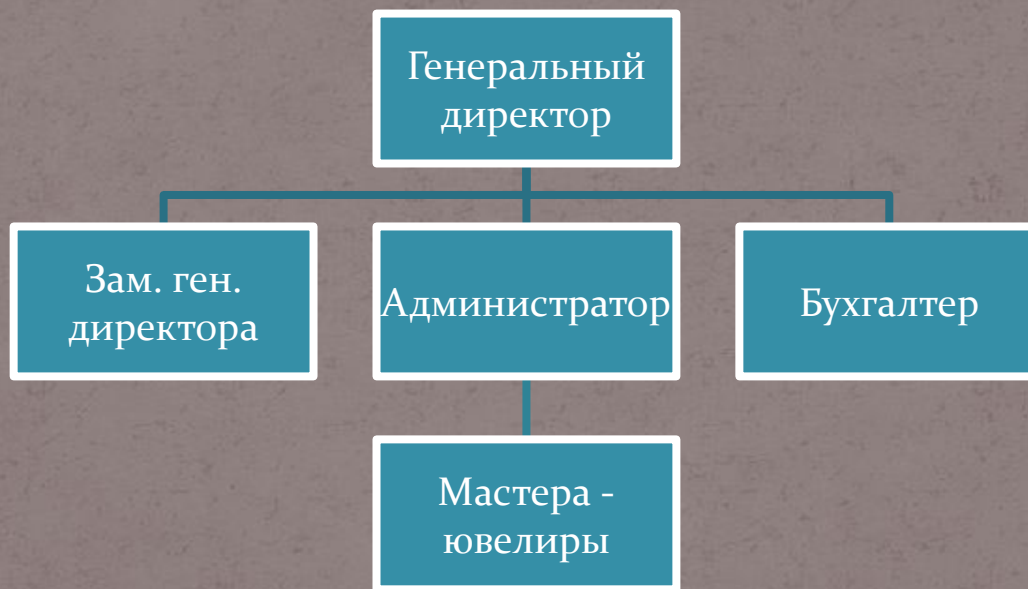 Генеральный
директор
Зам. ген.
директора
Администратор
Бухгалтер
Мастера -
ювелиры